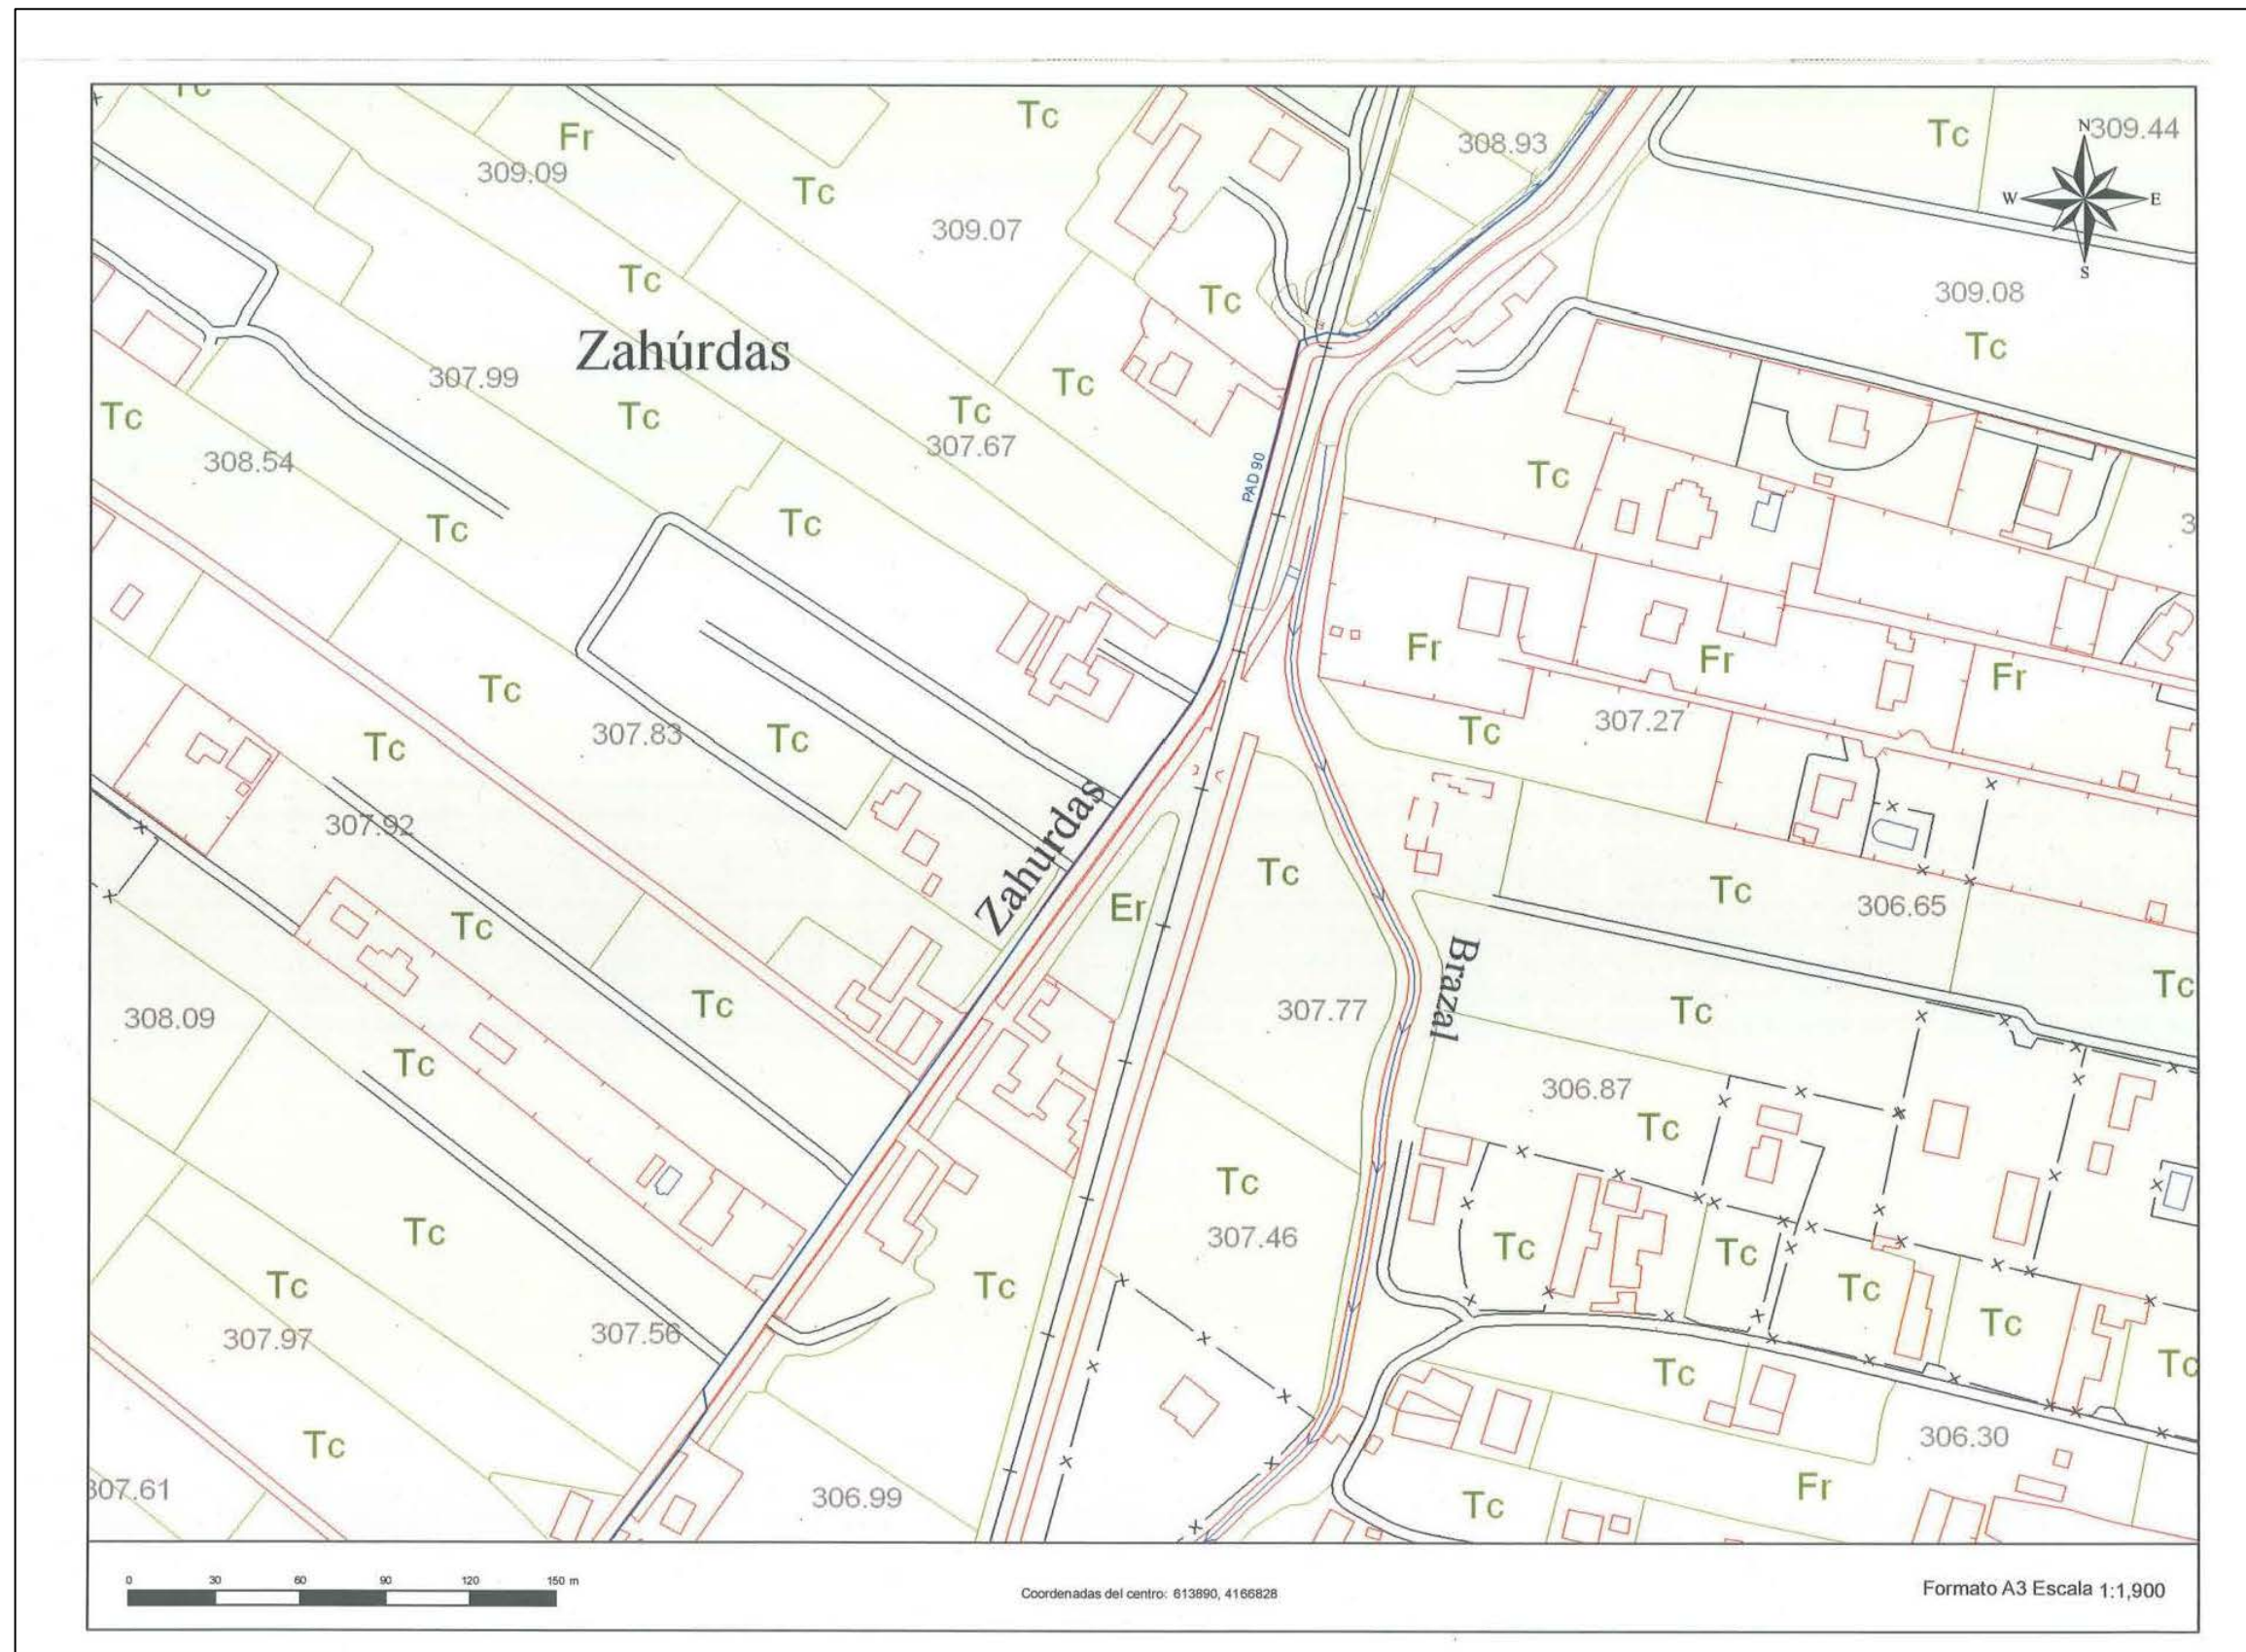 Tc
Tc
Tc
N
309.44
Fr
308.93
309.09
Tc
W
E
309.07
S
Tc
309.08
Tc
Zahúrdas
Tc
307.99
Tc
Tc
Tc
Tc
307.67
308.54
PAD 90
Tc
Tc
Tc
3
Fr
Fr
Fr
Tc
307.27
Tc
307.83
Tc
Tc
307.92
Zahurdas
Tc
Er
Tc
306.65
Tc
Brazal
Tc
Tc
307.77
Tc
308.09
Tc
306.87
Tc
Tc
307.46
Tc
Tc
Tc
Tc
Tc
Tc
Tc
307.97
307.56
Tc
Tc
Tc
306.30
307.61
306.99
Tc
Fr
0 30 60 90 120 150 m
Coordenadas del centro: 613890, 4166828
Formato A3 Escala 1:1,900